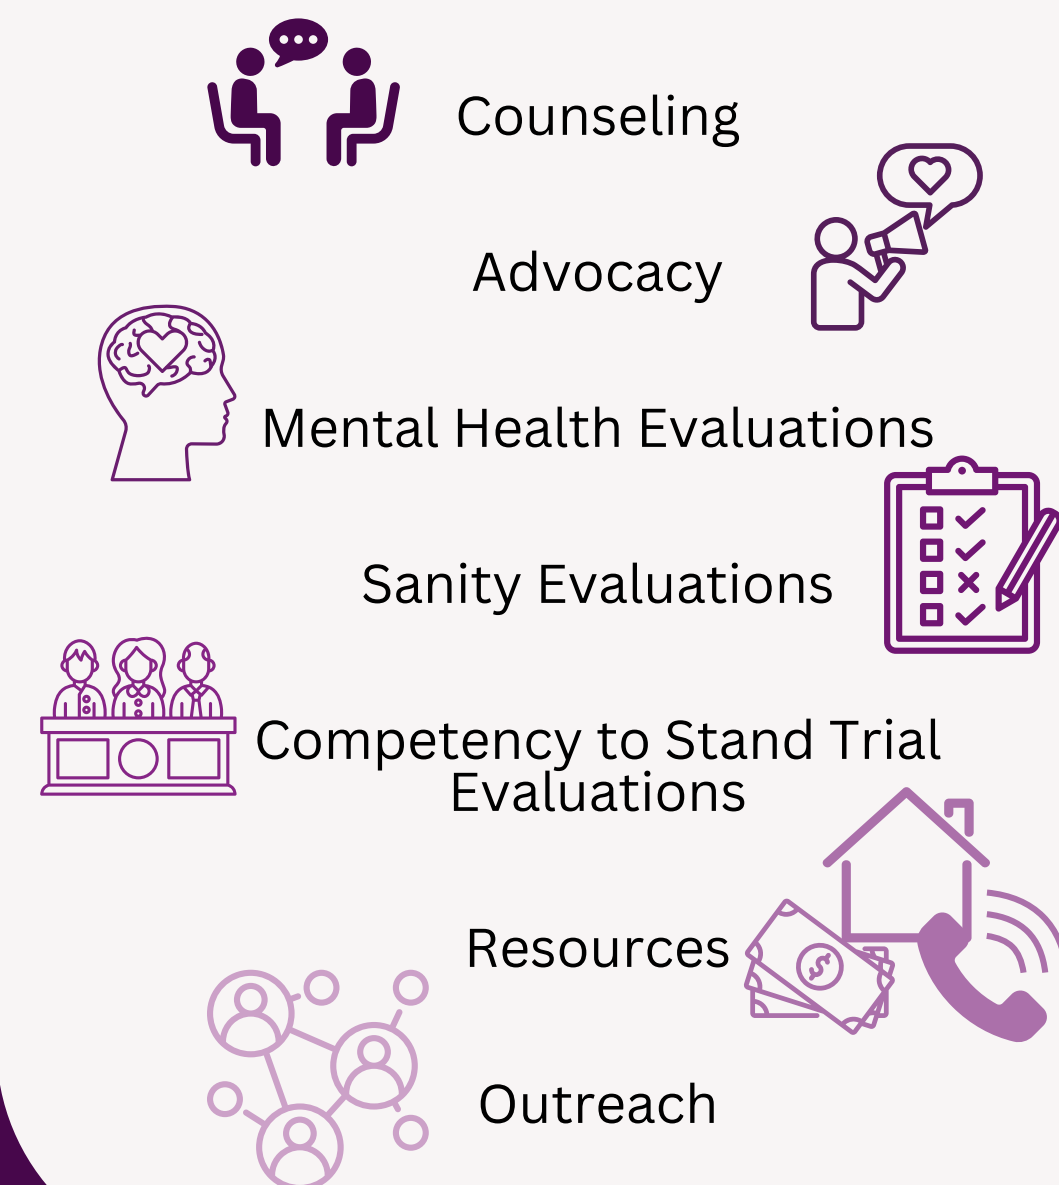 Counseling
Advocacy
Mental Health Evaluations
Sanity Evaluations
Competency to Stand Trial
Evaluations
Resources
Outreach